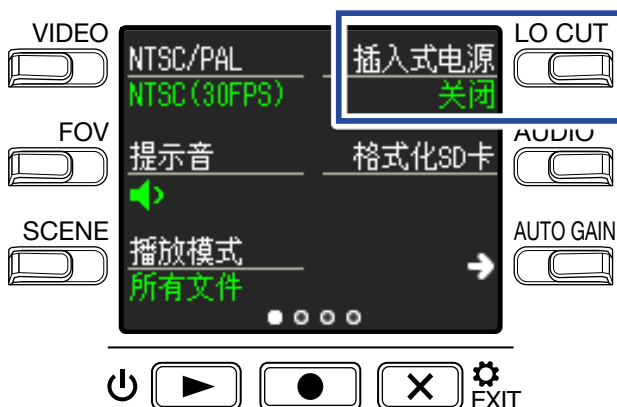 VIDEO
LO CUT
NTSC/PAL
插入式电源
NTSC(30FPS)
关闭
FOV
AUDIO
提示音
格式化SD卡
SCENE
AUTO GAIN
播放模式
所有文件
EXIT